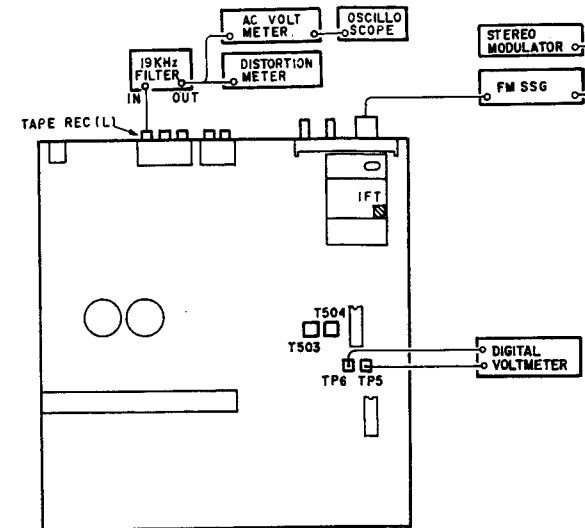 AC VOLT
METER.
OSCILLO
SCOPE
STEREO
MODULATOR
19KHz
FILTER
DISTORTION
METER
FM SSG
IN
OUT
TAPE REC (L)
IFT
T504
T503
DIGITAL
VOLTMETER
TP6
TP5